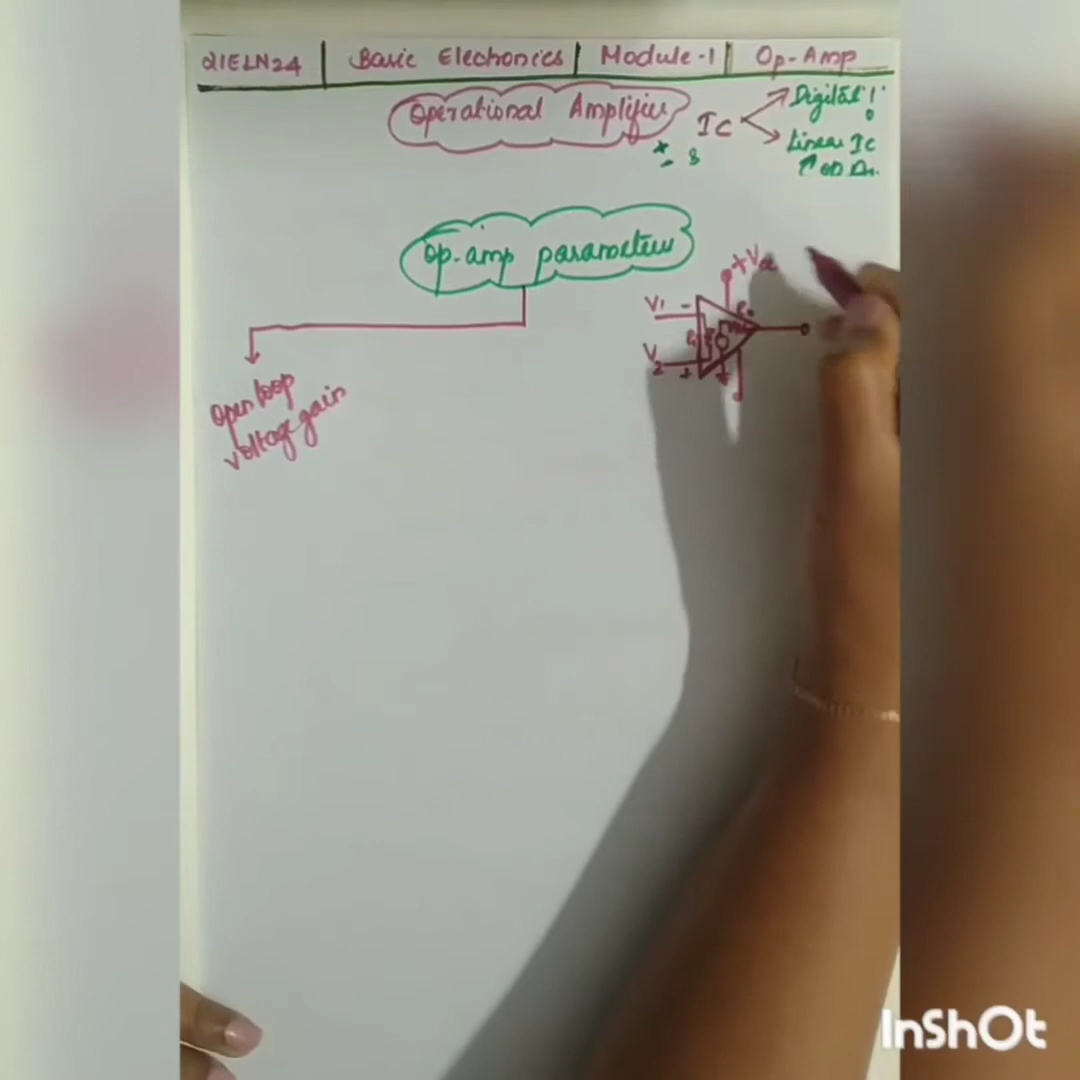 21ELN24 | Basic Electronics | Module-1 | Op-Amp
Operational Amplifier
IC
Digital
Linear Ic
* - 8
Op-amp parameters
+Vcc
V1 -
V2 +
Open loop
voltage gain
InShOt